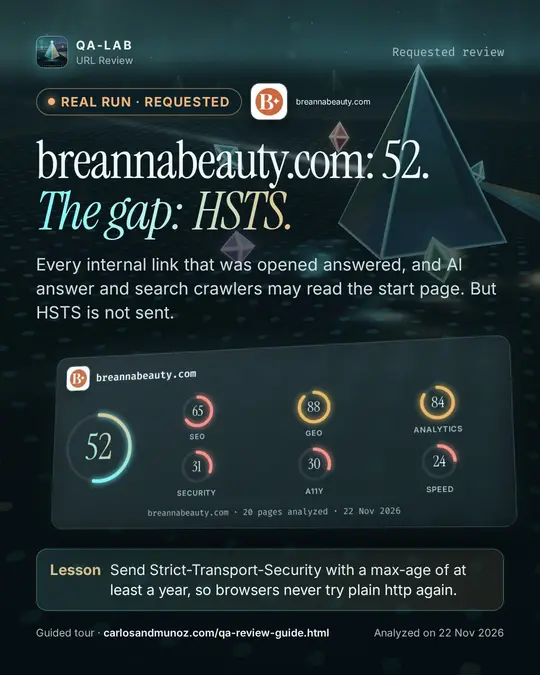 QA-LAB
URL Review
Requested review
REAL RUN · REQUESTED
B
breannabeauty.com
breannabeauty.com: 52.
The gap: HSTS.
Every internal link that was opened answered, and AI
answer and search crawlers may read the start page. But
HSTS is not sent.
B
breannabeauty.com
52
65
SEO
88
GEO
84
ANALYTICS
31
SECURITY
30
A11Y
24
SPEED
breannabeauty.com · 20 pages analyzed · 22 Nov 2026
Lesson
Send Strict-Transport-Security with a max-age of at
least a year, so browsers never try plain http again.
Guided tour · carlosandmunoz.com/qa-review-guide.html
Analyzed on 22 Nov 2026